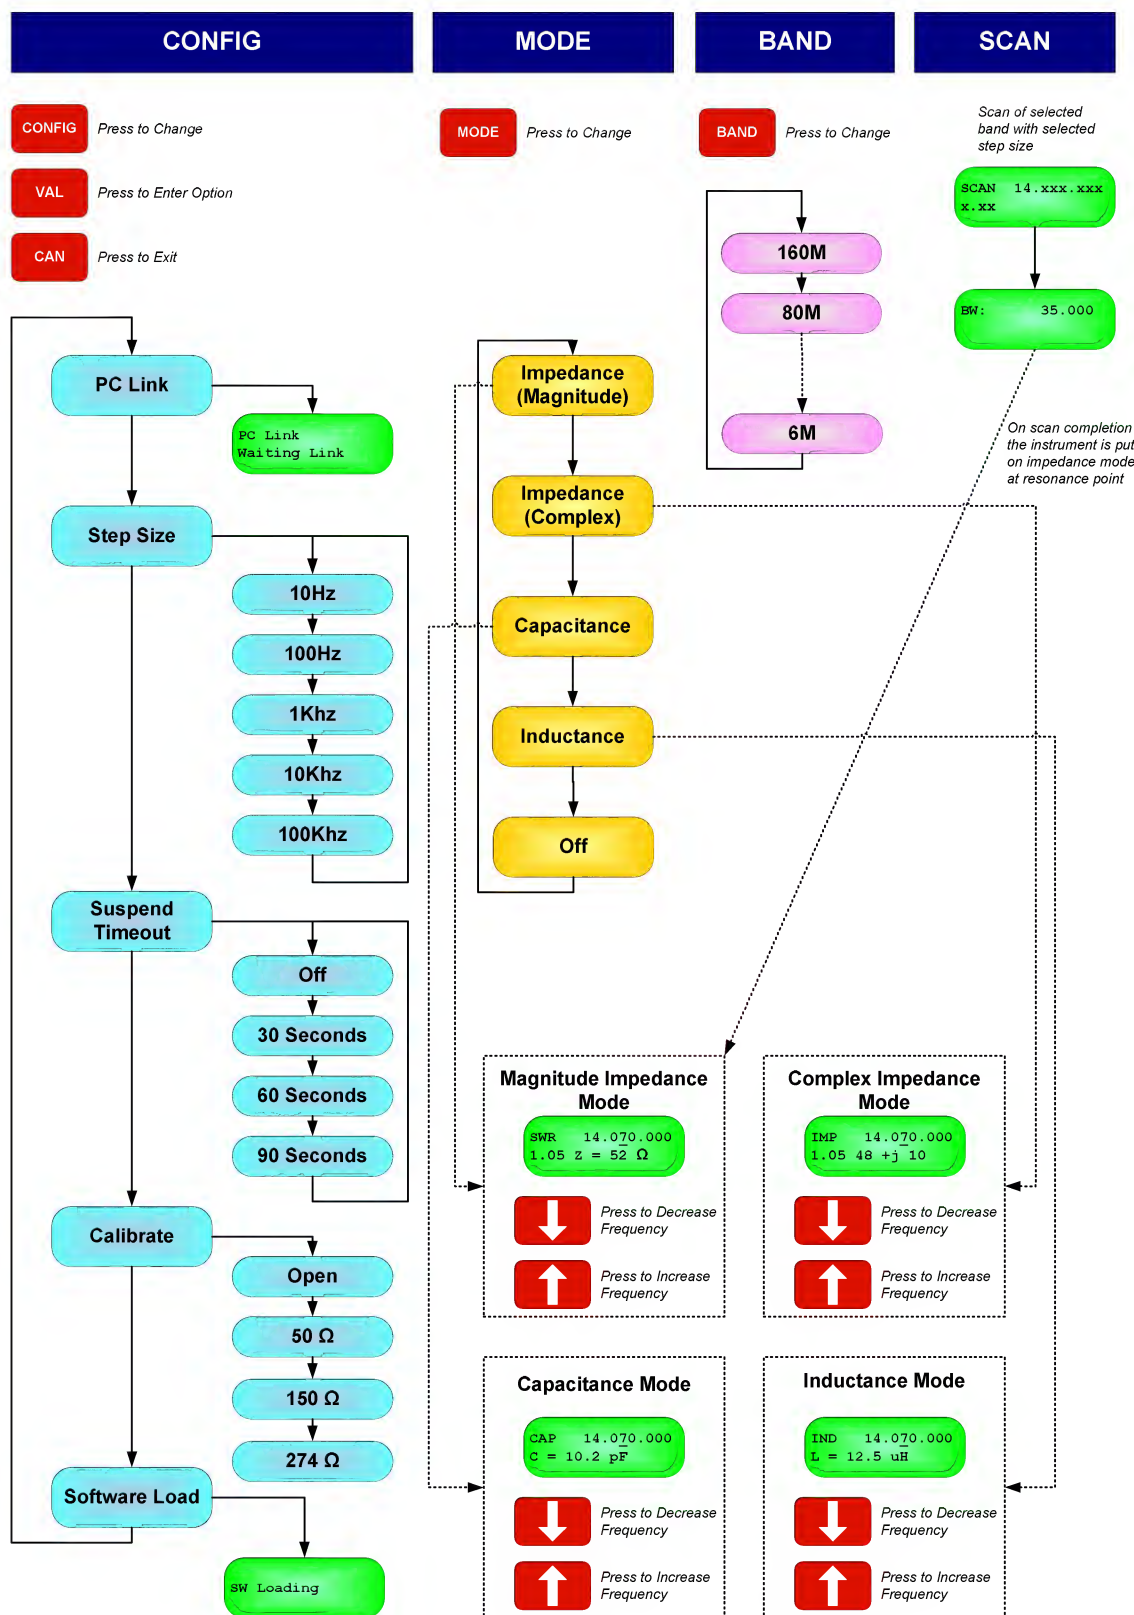 CONFIG
MODE
BAND
SCAN
CONFIG
Press to Change
VAL
Press to Enter Option
CAN
Press to Exit
PC Link
PC Link
Waiting Link
Step Size
10Hz
100Hz
1Khz
10Khz
100Khz
Suspend
Timeout
Off
30 Seconds
60 Seconds
90 Seconds
Calibrate
Open
50 Ω
150 Ω
274 Ω
Software Load
SW Loading
MODE
Press to Change
Impedance
(Magnitude)
Impedance
(Complex)
Capacitance
Inductance
Off
BAND
Press to Change
160M
80M
6M
Scan of selected
band with selected
step size
SCAN 14.xxx.xxx
x.xx
BW: 35.000
On scan completion
the instrument is put
on impedance mode
at resonance point
Magnitude Impedance
Mode
SWR 14.070.000
1.05 Z = 52 Ω
Press to Decrease
Frequency
Press to Increase
Frequency
Complex Impedance
Mode
IMP 14.070.000
1.05 48 +j 10
Press to Decrease
Frequency
Press to Increase
Frequency
Capacitance Mode
CAP 14.070.000
C = 10.2 pF
Press to Decrease
Frequency
Press to Increase
Frequency
Inductance Mode
IND 14.070.000
L = 12.5 uH
Press to Decrease
Frequency
Press to Increase
Frequency